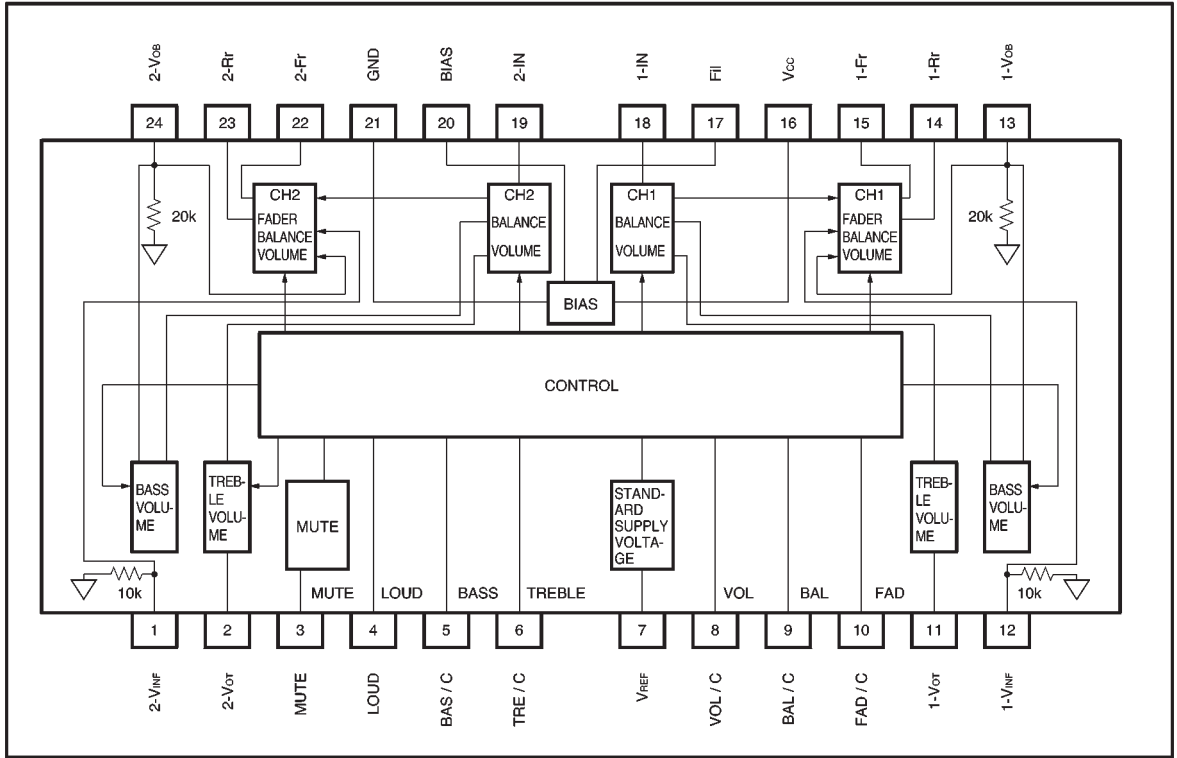 2-VOB
2-Rr
2-Fr
GND
BIAS
2-IN
1-IN
Fil
VCC
1-Fr
1-Rr
1-VOB
24
23
22
21
20
19
18
17
16
15
14
13
20k
CH2
FADER
BALANCE
VOLUME
CH2
BALANCE
VOLUME
CH1
BALANCE
VOLUME
CH1
FADER
BALANCE
VOLUME
20k
BIAS
CONTROL
BASS
VOLU-
ME
TREB-
LE
VOLU-
ME
MUTE
STAND-
ARD
SUPPLY
VOLTA-
GE
TREB-
LE
VOLU-
ME
BASS
VOLU-
ME
10k
MUTE
LOUD
BASS
TREBLE
VOL
BAL
FAD
10k
1
2
3
4
5
6
7
8
9
10
11
12
2-VINF
2-VOT
MUTE
LOUD
BAS / C
TRE / C
VREF
VOL / C
BAL / C
FAD / C
1-VOT
1-VINF